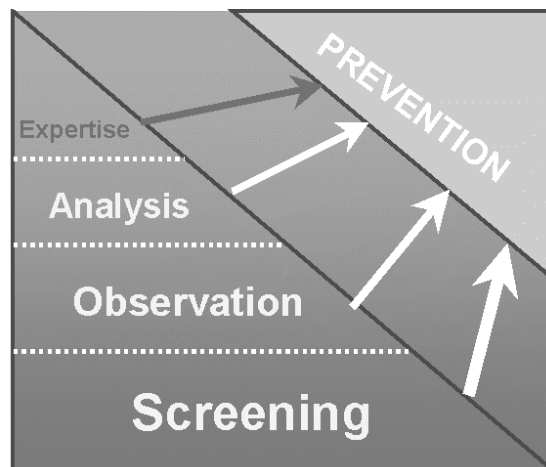 PREVENTION
Expertise
Analysis
Observation
Screening